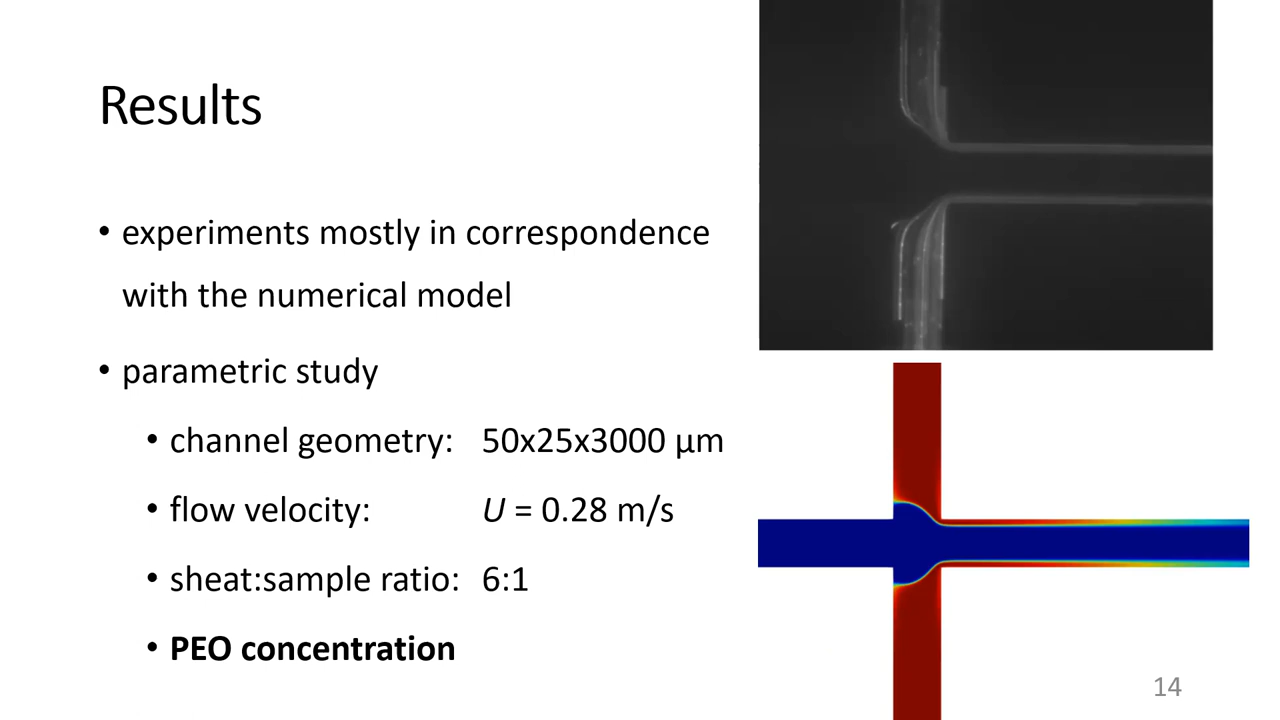 Results
• experiments mostly in correspondence
with the numerical model
• parametric study
• channel geometry: 50x25x3000 µm
• flow velocity: U = 0.28 m/s
• sheat:sample ratio: 6:1
• PEO concentration
14